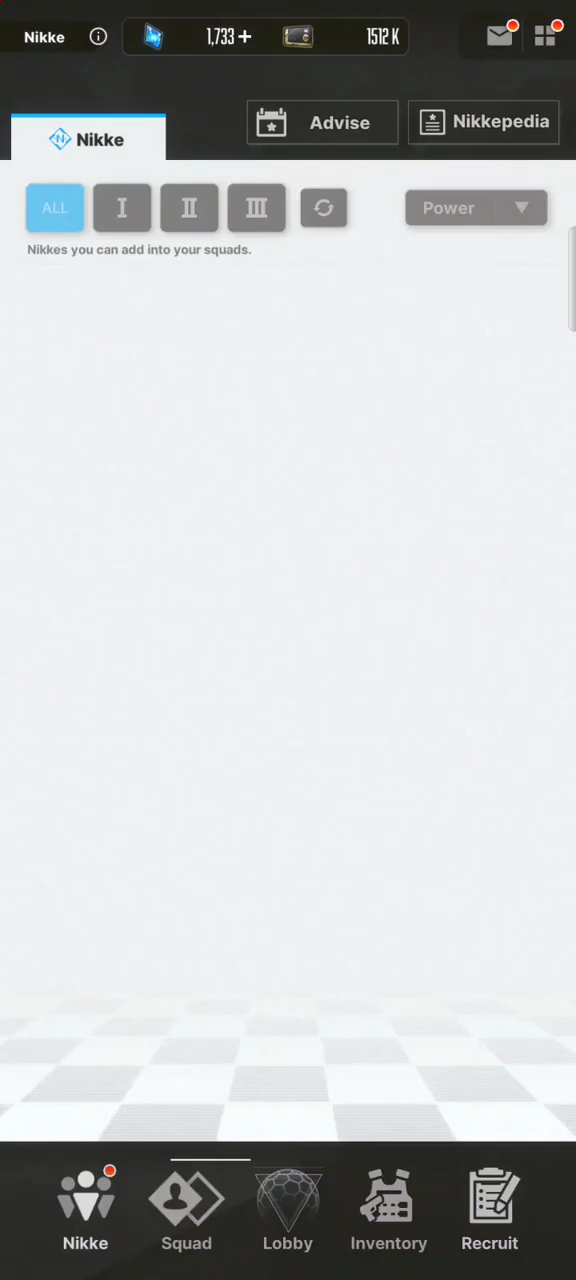 Nikke 1,733 + 1512 K
Nikke Advise Nikkepedia
ALL I II III Power
Nikkes you can add into your squads.
Nikke Squad Lobby Inventory Recruit